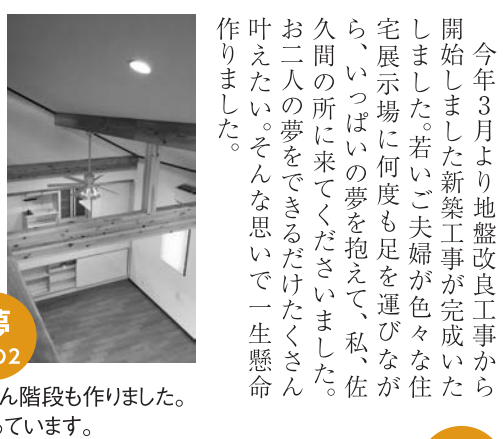 今年3月より地盤改良工事から
開始しました新築工事が完成いた
しました。若いご夫婦が色々な住
宅展示場に何度も足を運びなが
ら、いっぱいの夢を抱えて、私、佐
久間の所に来てくださいました。
お二人の夢をできるだけたくさん
叶えたい。そんな思いで一生懸命
作りました。
夢
02
ん階段も作りました。
っています。